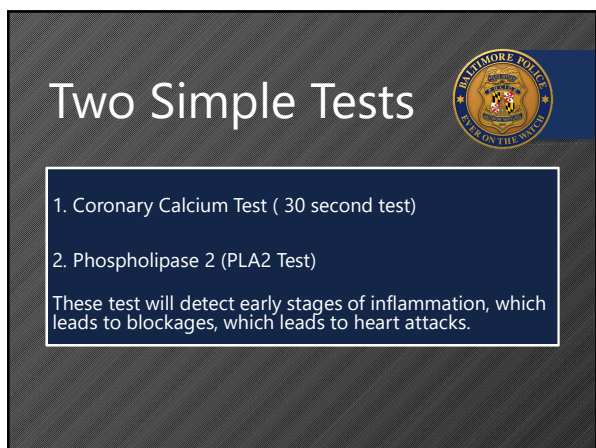 Two Simple Tests
BALTIMORE POLICE
EVER ON THE WATCH
1. Coronary Calcium Test ( 30 second test)
2. Phospholipase 2 (PLA2 Test)
These test will detect early stages of inflammation, which
leads to blockages, which leads to heart attacks.